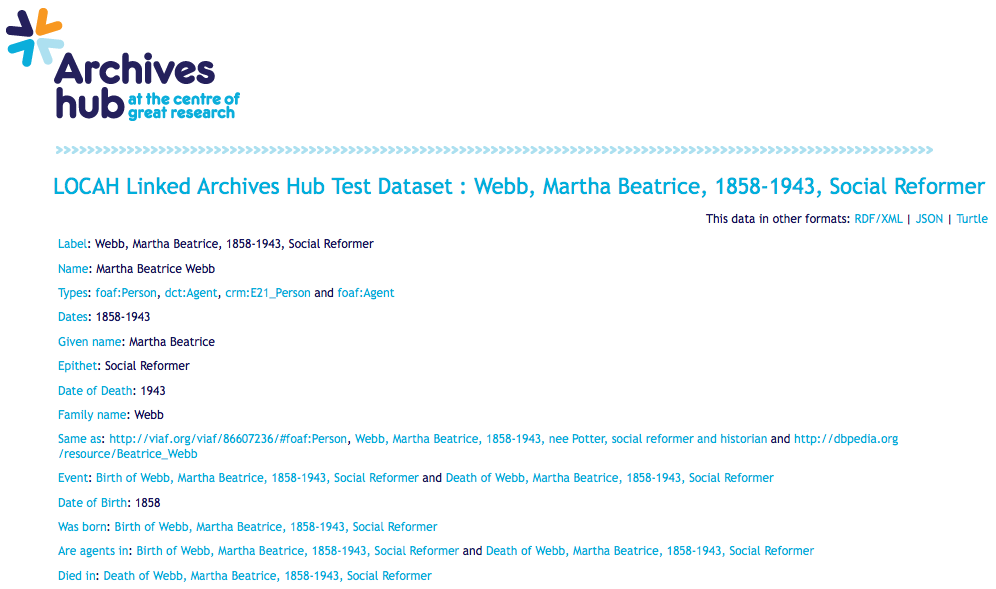 Archives
hub at the centre of
great research
LOCAH Linked Archives Hub Test Dataset : Webb, Martha Beatrice, 1858-1943, Social Reformer
This data in other formats: RDF/XML | JSON | Turtle
Label: Webb, Martha Beatrice, 1858-1943, Social Reformer
Name: Martha Beatrice Webb
Types: foaf:Person, dct:Agent, crm:E21_Person and foaf:Agent
Dates: 1858-1943
Given name: Martha Beatrice
Epithet: Social Reformer
Date of Death: 1943
Family name: Webb
Same as: http://viaf.org/viaf/86607236/#foaf:Person, Webb, Martha Beatrice, 1858-1943, nee Potter, social reformer and historian and http://dbpedia.org
/resource/Beatrice_Webb
Event: Birth of Webb, Martha Beatrice, 1858-1943, Social Reformer and Death of Webb, Martha Beatrice, 1858-1943, Social Reformer
Date of Birth: 1858
Was born: Birth of Webb, Martha Beatrice, 1858-1943, Social Reformer
Are agents in: Birth of Webb, Martha Beatrice, 1858-1943, Social Reformer and Death of Webb, Martha Beatrice, 1858-1943, Social Reformer
Died in: Death of Webb, Martha Beatrice, 1858-1943, Social Reformer